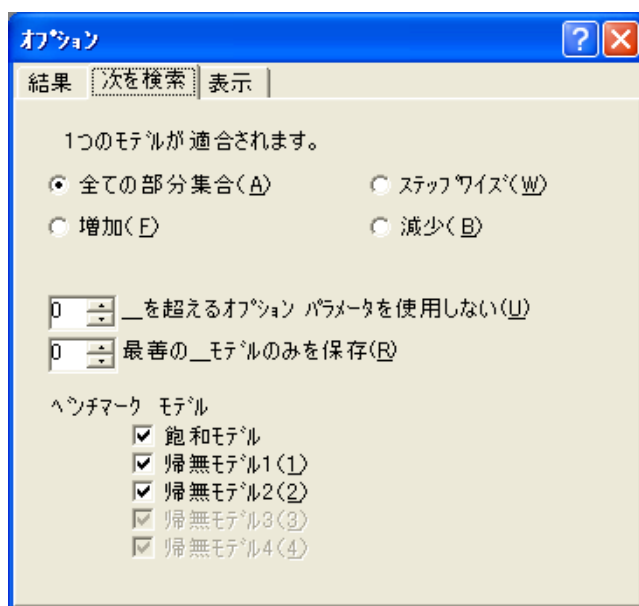 オプション
結果 次を検索 表示
1つのモデルが適合されます。
全ての部分集合(A) ステップワイズ(W)
増加(F) 減少(B)
0 __を超えるオプション パラメータを使用しない(U)
0 最善の__モデルのみを保存(R)
ベンチマーク モデル
飽和モデル
帰無モデル1(1)
帰無モデル2(2)
帰無モデル3(3)
帰無モデル4(4)